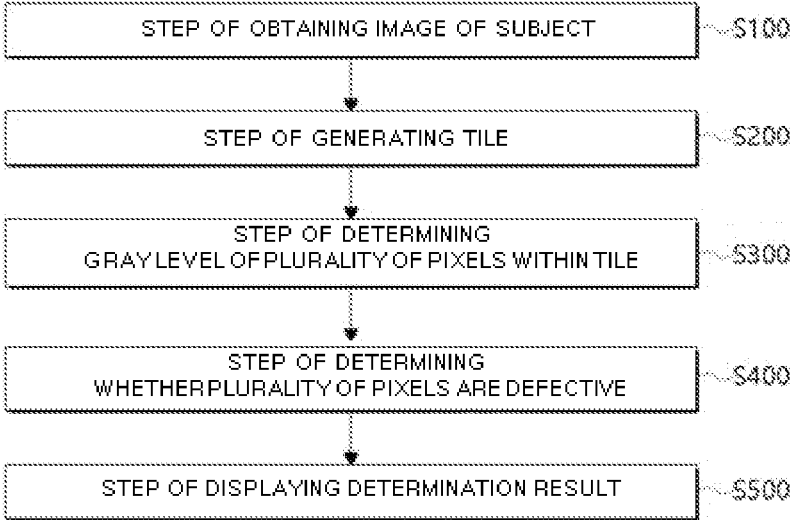 STEP OF OBTAINING IMAGE OF SUBJECT
S100
STEP OF GENERATING TILE
S200
STEP OF DETERMINING
GRAY LEVEL OF PLURALITY OF PIXELS WITHIN TILE
S300
STEP OF DETERMINING
WHETHER PLURALITY OF PIXELS ARE DEFECTIVE
S400
STEP OF DISPLAYING DETERMINATION RESULT
S500